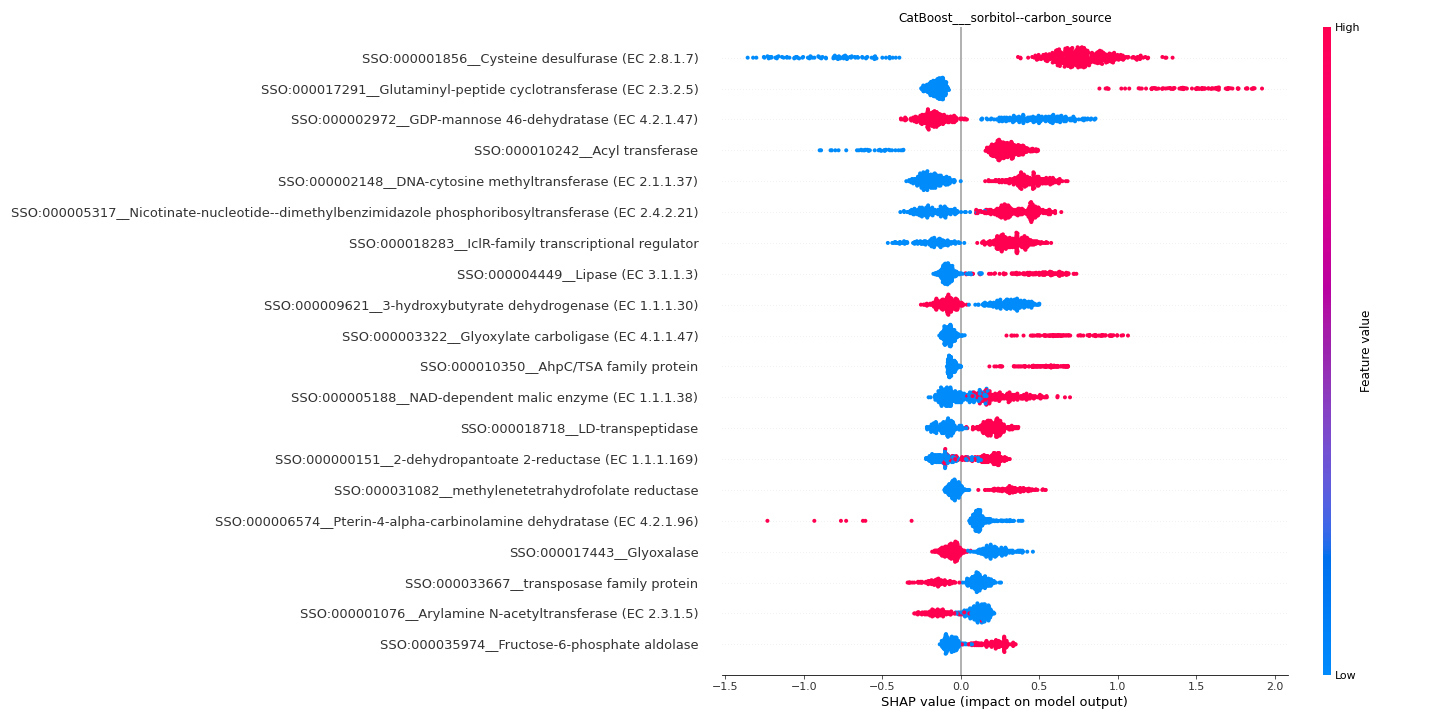 CatBoost___sorbitol--carbon_source
High
SSO:000001856__Cysteine desulfurase (EC 2.8.1.7)
SSO:000017291__Glutaminyl-peptide cyclotransferase (EC 2.3.2.5)
SSO:000002972__GDP-mannose 46-dehydratase (EC 4.2.1.47)
SSO:000010242__Acyl transferase
SSO:000002148__DNA-cytosine methyltransferase (EC 2.1.1.37)
SSO:000005317__Nicotinate-nucleotide--dimethylbenzimidazole phosphoribosyltransferase (EC 2.4.2.21)
SSO:000018283__IclR-family transcriptional regulator
SSO:000004449__Lipase (EC 3.1.1.3)
SSO:000009621__3-hydroxybutyrate dehydrogenase (EC 1.1.1.30)
SSO:000003322__Glyoxylate carboligase (EC 4.1.1.47)
SSO:000010350__AhpC/TSA family protein
SSO:000005188__NAD-dependent malic enzyme (EC 1.1.1.38)
SSO:000018718__LD-transpeptidase
SSO:000000151__2-dehydropantoate 2-reductase (EC 1.1.1.169)
SSO:000031082__methylenetetrahydrofolate reductase
SSO:000006574__Pterin-4-alpha-carbinolamine dehydratase (EC 4.2.1.96)
SSO:000017443__Glyoxalase
SSO:000033667__transposase family protein
SSO:000001076__Arylamine N-acetyltransferase (EC 2.3.1.5)
SSO:000035974__Fructose-6-phosphate aldolase
Feature value
Low
−1.5 −1.0 −0.5 0.0 0.5 1.0 1.5 2.0
SHAP value (impact on model output)